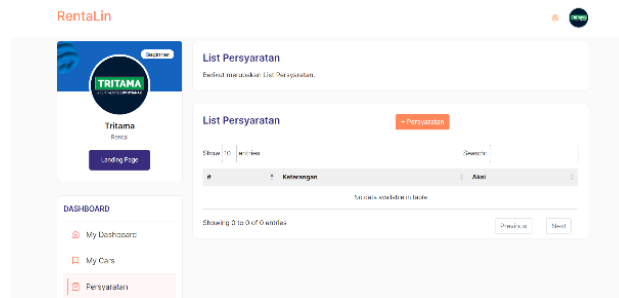 RentaLin
Beginner
TRITAMA
Tritama
Rental
Landing Page
DASHBOARD
My Dashboard
My Cars
Persyaratan
List Persyaratan
Berikut merupakan List Persyaratan.
List Persyaratan
+ Persyaratan
Show 10 entries
Search:
# Keterangan Aksi
No data available in table
Showing 0 to 0 of 0 entries
Previous Next